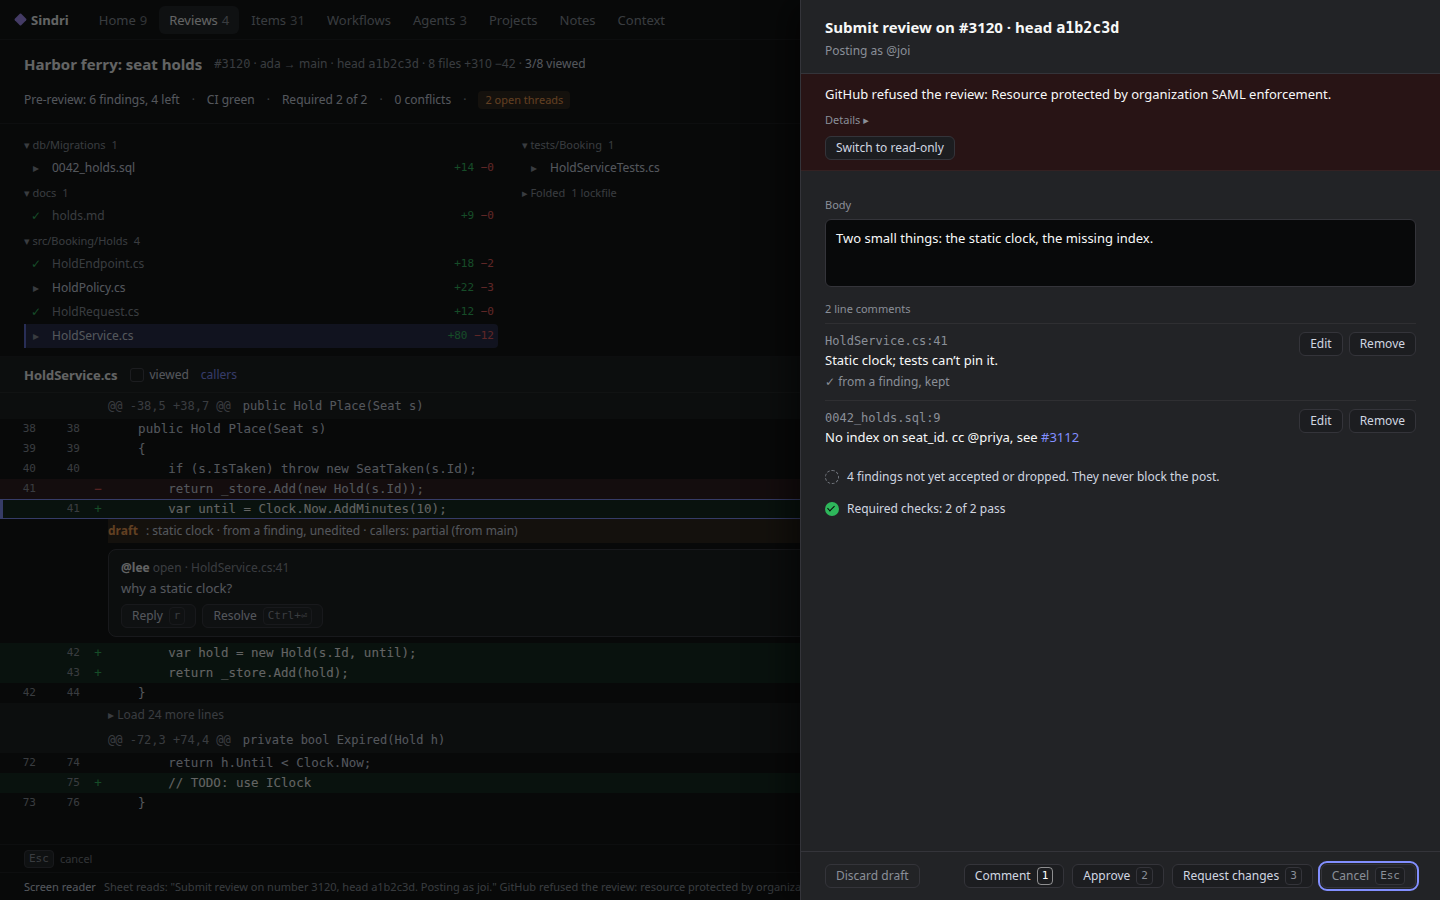 Sindri Home 9 Reviews 4 Items 31 Workflows Agents 3 Projects Notes Context
Harbor ferry: seat holds #3120 · ada → main · head a1b2c3d · 8 files +310 −42 · 3/8 viewed
Pre-review: 6 findings, 4 left · CI green · Required 2 of 2 · 0 conflicts · 2 open threads
▾ db/Migrations 1
▸ 0042_holds.sql +14 −0
▾ docs 1
✓ holds.md +9 −0
▾ src/Booking/Holds 4
✓ HoldEndpoint.cs +18 −2
▸ HoldPolicy.cs +22 −3
✓ HoldRequest.cs +12 −0
▸ HoldService.cs +80 −12
▾ tests/Booking 1
▸ HoldServiceTests.cs
▸ Folded 1 lockfile
HoldService.cs viewed callers
@@ -38,5 +38,7 @@ public Hold Place(Seat s)
38 38 public Hold Place(Seat s)
39 39 {
40 40 if (s.IsTaken) throw new SeatTaken(s.Id);
41 − return _store.Add(new Hold(s.Id));
41 + var until = Clock.Now.AddMinutes(10);
draft : static clock · from a finding, unedited · callers: partial (from main)
@lee open · HoldService.cs:41
why a static clock?
Reply r Resolve Ctrl+⏎
42 + var hold = new Hold(s.Id, until);
43 + return _store.Add(hold);
42 44 }
▸ Load 24 more lines
@@ -72,3 +74,4 @@ private bool Expired(Hold h)
72 74 return h.Until < Clock.Now;
75 + // TODO: use IClock
73 76 }
Esc cancel
Screen reader Sheet reads: "Submit review on number 3120, head a1b2c3d. Posting as joi." GitHub refused the review: resource protected by organiza
Submit review on #3120 · head a1b2c3d
Posting as @joi
GitHub refused the review: Resource protected by organization SAML enforcement.
Details ▸
Switch to read-only
Body
Two small things: the static clock, the missing index.
2 line comments
HoldService.cs:41 Edit Remove
Static clock; tests can’t pin it.
✓ from a finding, kept
0042_holds.sql:9 Edit Remove
No index on seat_id. cc @priya, see #3112
4 findings not yet accepted or dropped. They never block the post.
Required checks: 2 of 2 pass
Discard draft Comment 1 Approve 2 Request changes 3 Cancel Esc